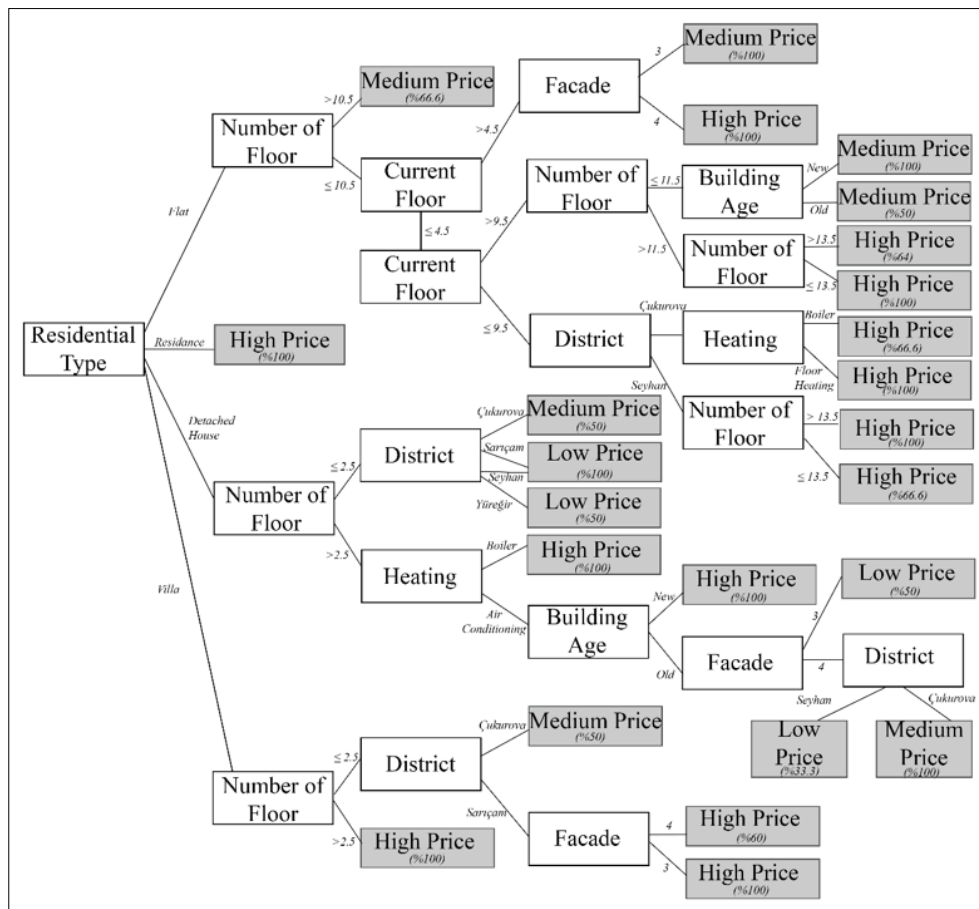 Medium Price
(%100)
3
Facade
Medium Price
(%66.6)
>10.5
4
High Price
(%100)
>4.5
Number of
Floor
≤ 10.5
Current
Floor
Number of
Floor
≤ 11.5
Building
Age
New
Medium Price
(%100)
Old
Medium Price
(%50)
Flat
≤ 4.5
>9.5
>11.5
Number of
Floor
>13.5
High Price
(%64)
≤ 13.5
High Price
(%100)
Current
Floor
Residential
Type
Residance
High Price
(%100)
≤ 9.5
District
Çukurova
Heating
Boiler
High Price
(%66.6)
Floor
Heating
High Price
(%100)
Seyhan
Number of
Floor
> 13.5
High Price
(%100)
≤ 13.5
High Price
(%66.6)
Detached
House
Number of
Floor
≤ 2.5
District
Çukurova
Medium Price
(%50)
Sarıçam
Low Price
(%100)
Seyhan
Yüreğir
Low Price
(%50)
>2.5
Heating
Boiler
High Price
(%100)
Air
Conditioning
Building
Age
New
High Price
(%100)
Old
Facade
3
Low Price
(%50)
4
District
Seyhan
Çukurova
Low
Price
(%33.3)
Medium
Price
(%100)
Villa
Number of
Floor
≤ 2.5
District
Çukurova
Medium Price
(%50)
Sarıçam
Facade
4
High Price
(%60)
3
High Price
(%100)
>2.5
High Price
(%100)